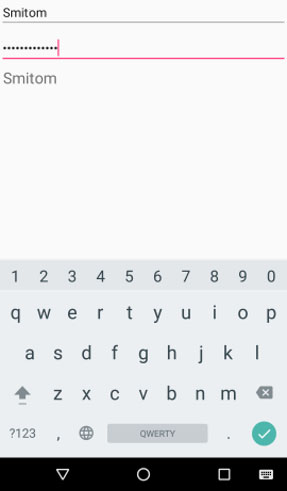 Smitom
•••••••••••••
Smitom
1 2 3 4 5 6 7 8 9 0
q w e r t y u i o p
a s d f g h j k l
z x c v b n m
?123 , QWERTY .